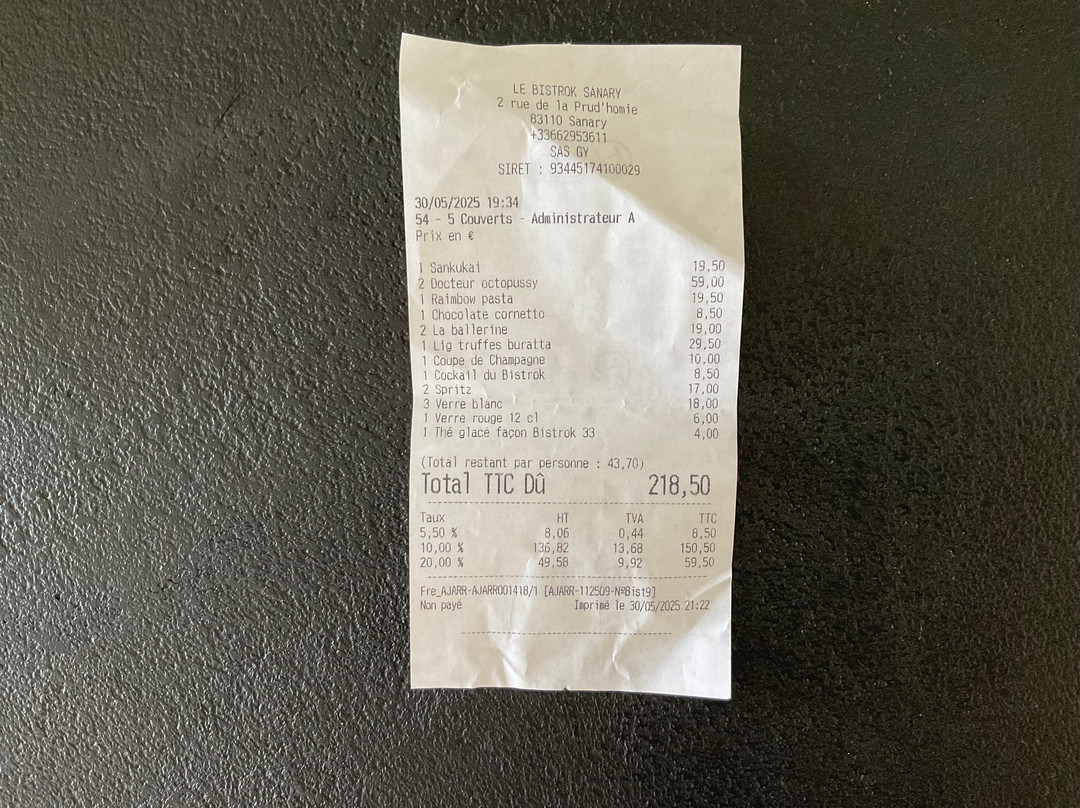 LE BISTROK SANARY
2 rue de la Prud'homie
83110 Sanary
+33662953611
SAS GY
SIRET : 93445174100029
30/05/2025 19:34
54 - 5 Couverts - Administrateur A
Prix en €
1 Sankukai 19,50
2 Docteur octopussy 59,00
1 Raimbow pasta 19,50
1 Chocolate cornetto 8,50
2 La ballerine 19,00
1 Lig truffes buratta 29,50
1 Coupe de Champagne 10,00
1 Cockail du Bistrok 8,50
2 Spritz 17,00
3 Verre blanc 18,00
1 Verre rouge 12 cl 6,00
1 Thé glacé façon Bistrok 33 4,00
(Total restant par personne : 43,70)
Total TTC Dû 218,50
Taux HT TVA TTC
5,50 % 8,06 0,44 8,50
10,00 % 136,82 13,68 150,50
20,00 % 49,58 9,92 59,50
Fre_AJARR-AJARR001418/1 [AJARR-112509-NºBist9]
Non payé Imprimé le 30/05/2025 21:22